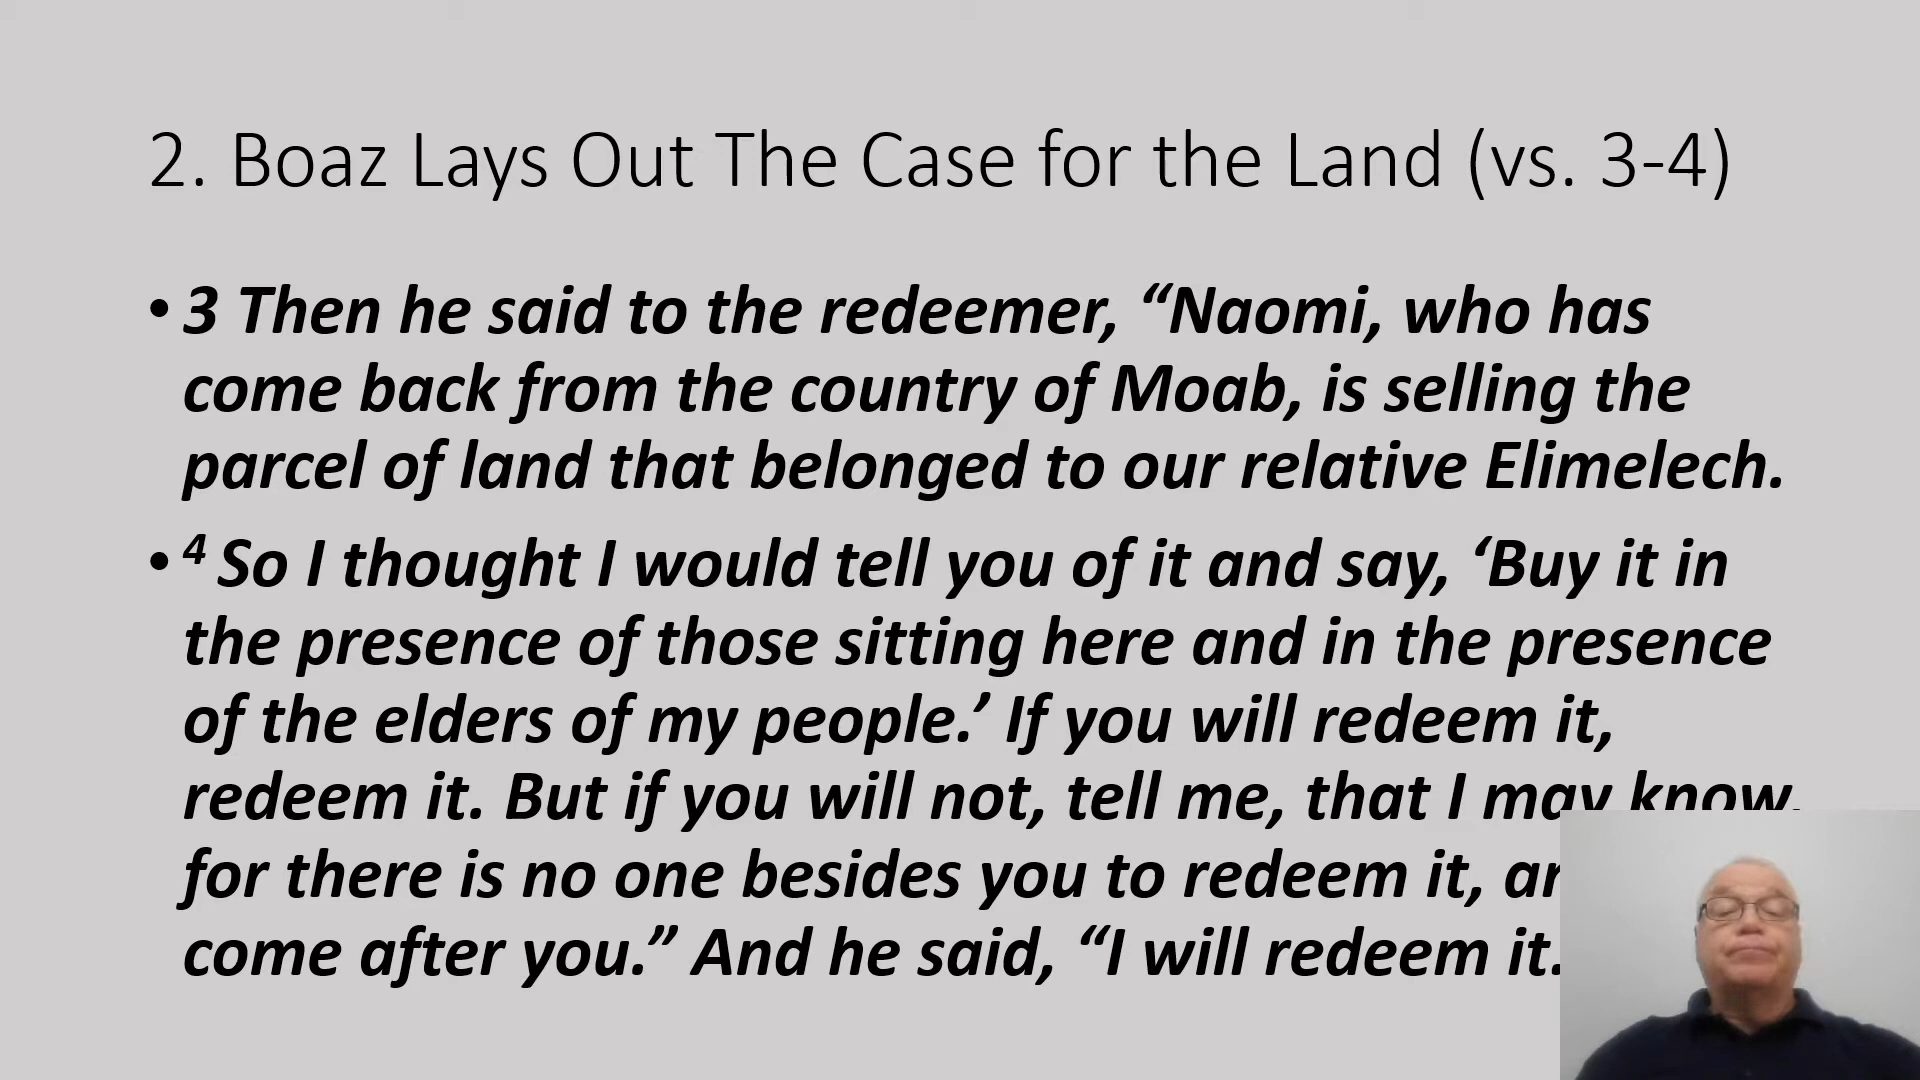 2. Boaz Lays Out The Case for the Land (vs. 3-4)
• 3 Then he said to the redeemer, “Naomi, who has
come back from the country of Moab, is selling the
parcel of land that belonged to our relative Elimelech.
• 4 So I thought I would tell you of it and say, ‘Buy it in
the presence of those sitting here and in the presence
of the elders of my people.’ If you will redeem it,
redeem it. But if you will not, tell me, that I may know,
for there is no one besides you to redeem it,
come after you.” And he said, “I will redeem it.